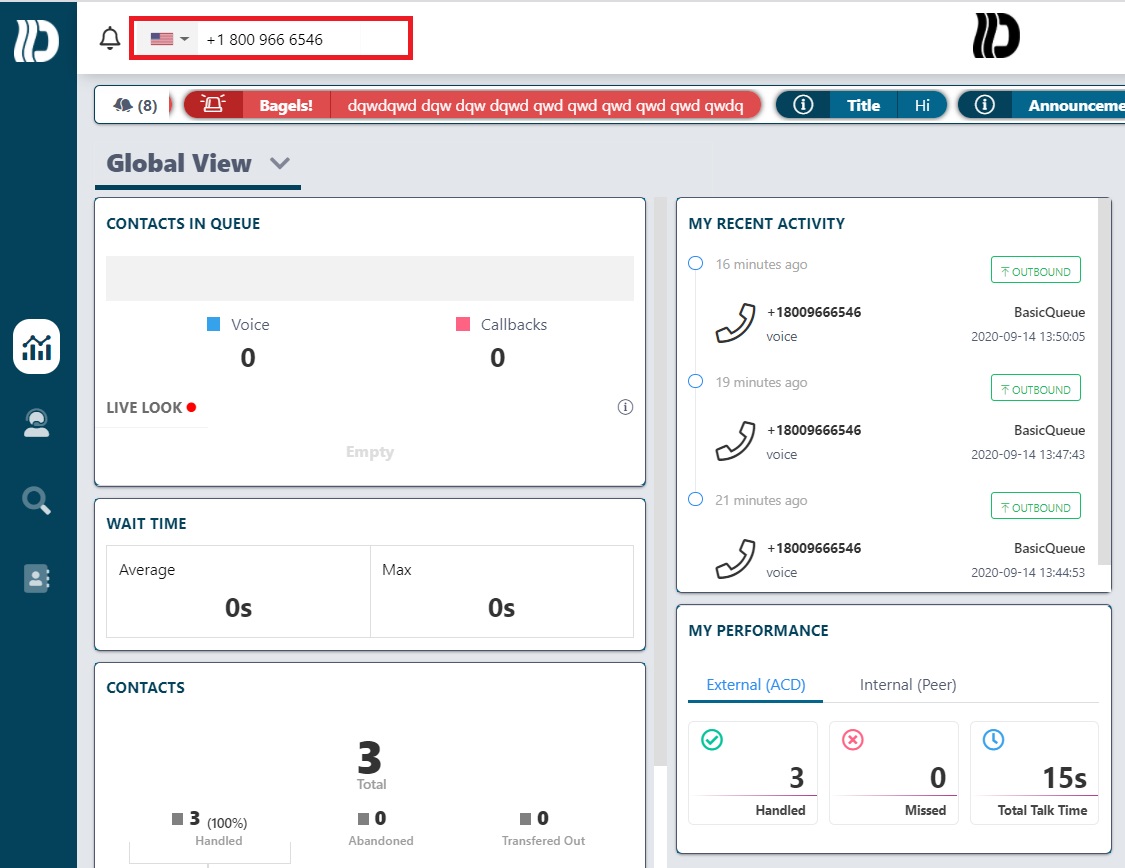 +1 800 966 6546
(8)
Bagels!
dqwdqwd dqw dqw dqwd qwd qwd qwd qwd qwd qwdq
Title
Hi
Announceme
Global View
CONTACTS IN QUEUE
Voice
Callbacks
0
0
LIVE LOOK
Empty
WAIT TIME
Average
Max
0s
0s
CONTACTS
3
Total
3 (100%)
0
0
Handled
Abandoned
Transfered Out
MY RECENT ACTIVITY
16 minutes ago
OUTBOUND
+18009666546
BasicQueue
voice
2020-09-14 13:50:05
19 minutes ago
OUTBOUND
+18009666546
BasicQueue
voice
2020-09-14 13:47:43
21 minutes ago
OUTBOUND
+18009666546
BasicQueue
voice
2020-09-14 13:44:53
MY PERFORMANCE
External (ACD)
Internal (Peer)
3
0
15s
Handled
Missed
Total Talk Time